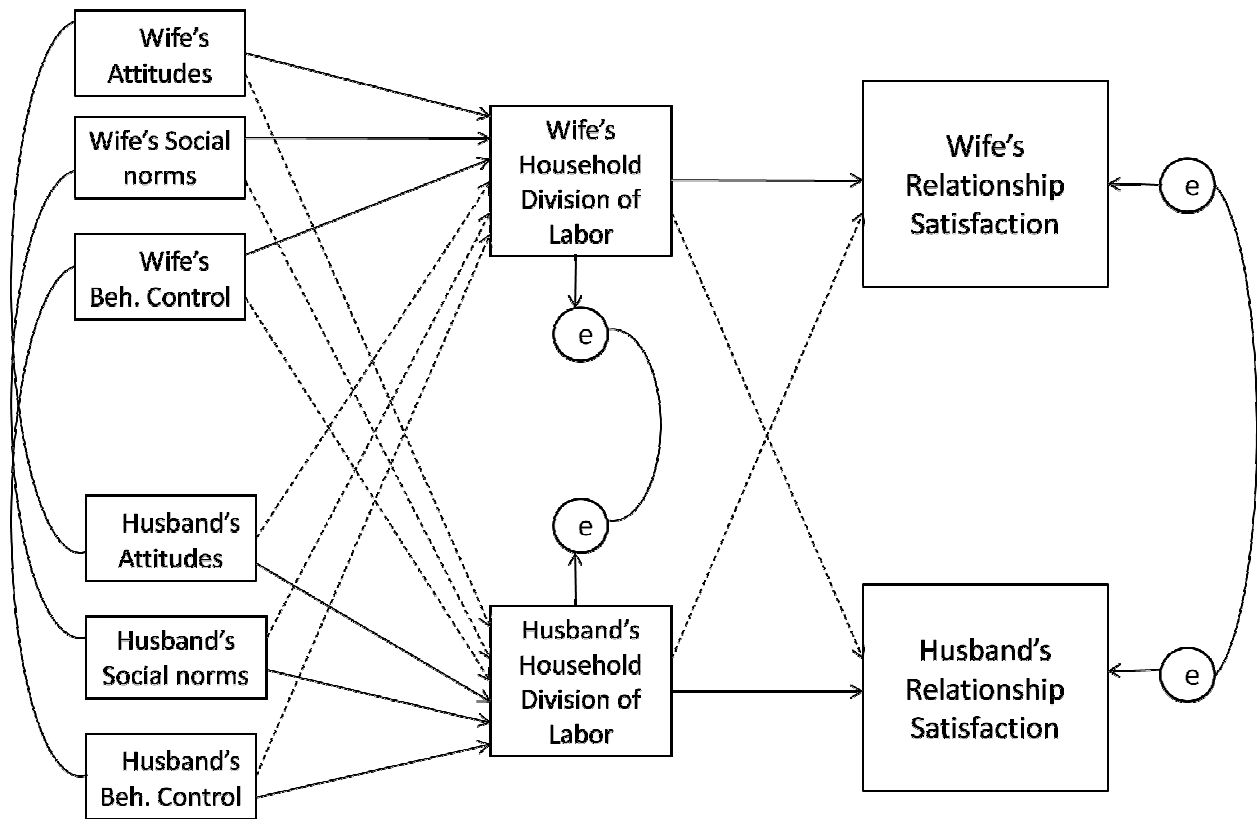 Wife's
Attitudes
Wife's Social
norms
Wife's
Beh. Control
Husband's
Attitudes
Husband's
Social norms
Husband's
Beh. Control
Wife's
Household
Division of
Labor
e
e
Husband's
Household
Division of
Labor
Wife's
Relationship
Satisfaction
e
Husband's
Relationship
Satisfaction
e